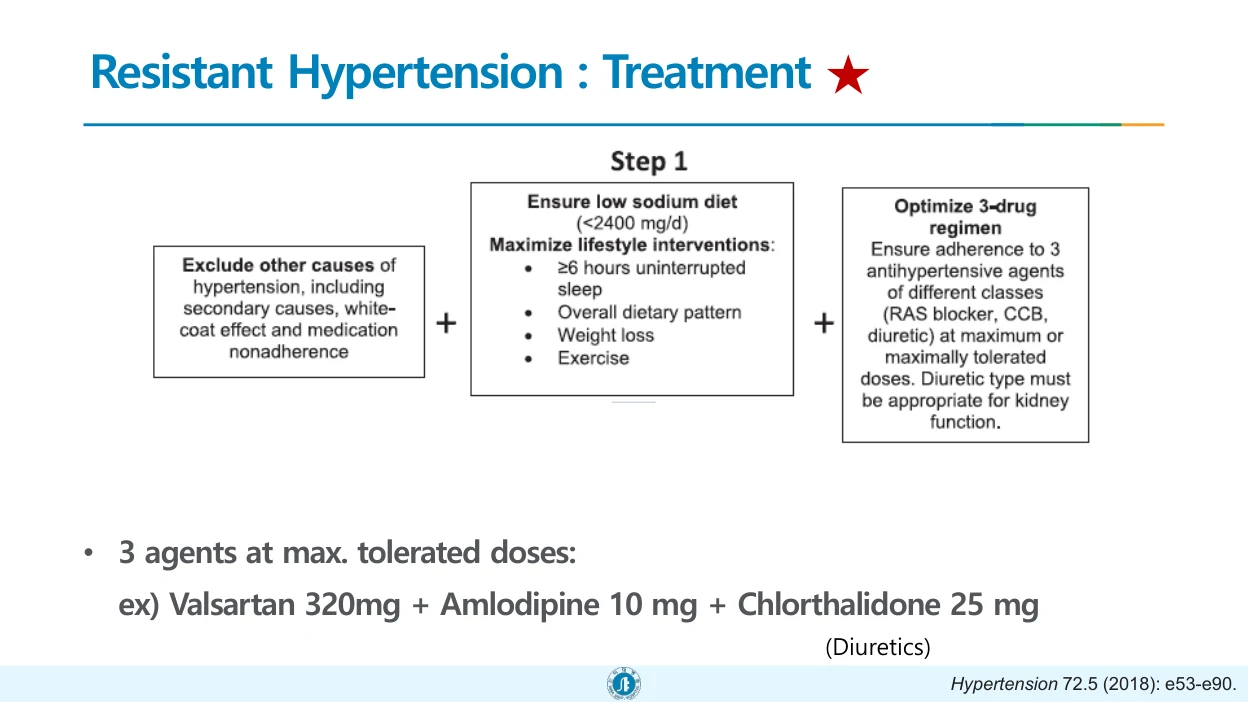 Resistant Hypertension : Treatment
Step 1
Exclude other causes of
hypertension, including
secondary causes, white-
coat effect and medication
nonadherence
+
Ensure low sodium diet
(<2400 mg/d)
Maximize lifestyle interventions:
• ≥6 hours uninterrupted
sleep
• Overall dietary pattern
• Weight loss
• Exercise
+
Optimize 3-drug
regimen
Ensure adherence to 3
antihypertensive agents
of different classes
(RAS blocker, CCB,
diuretic) at maximum or
maximally tolerated
doses. Diuretic type must
be appropriate for kidney
function.
• 3 agents at max. tolerated doses:
ex) Valsartan 320mg + Amlodipine 10 mg + Chlorthalidone 25 mg
(Diuretics)
Hypertension 72.5 (2018): e53-e90.